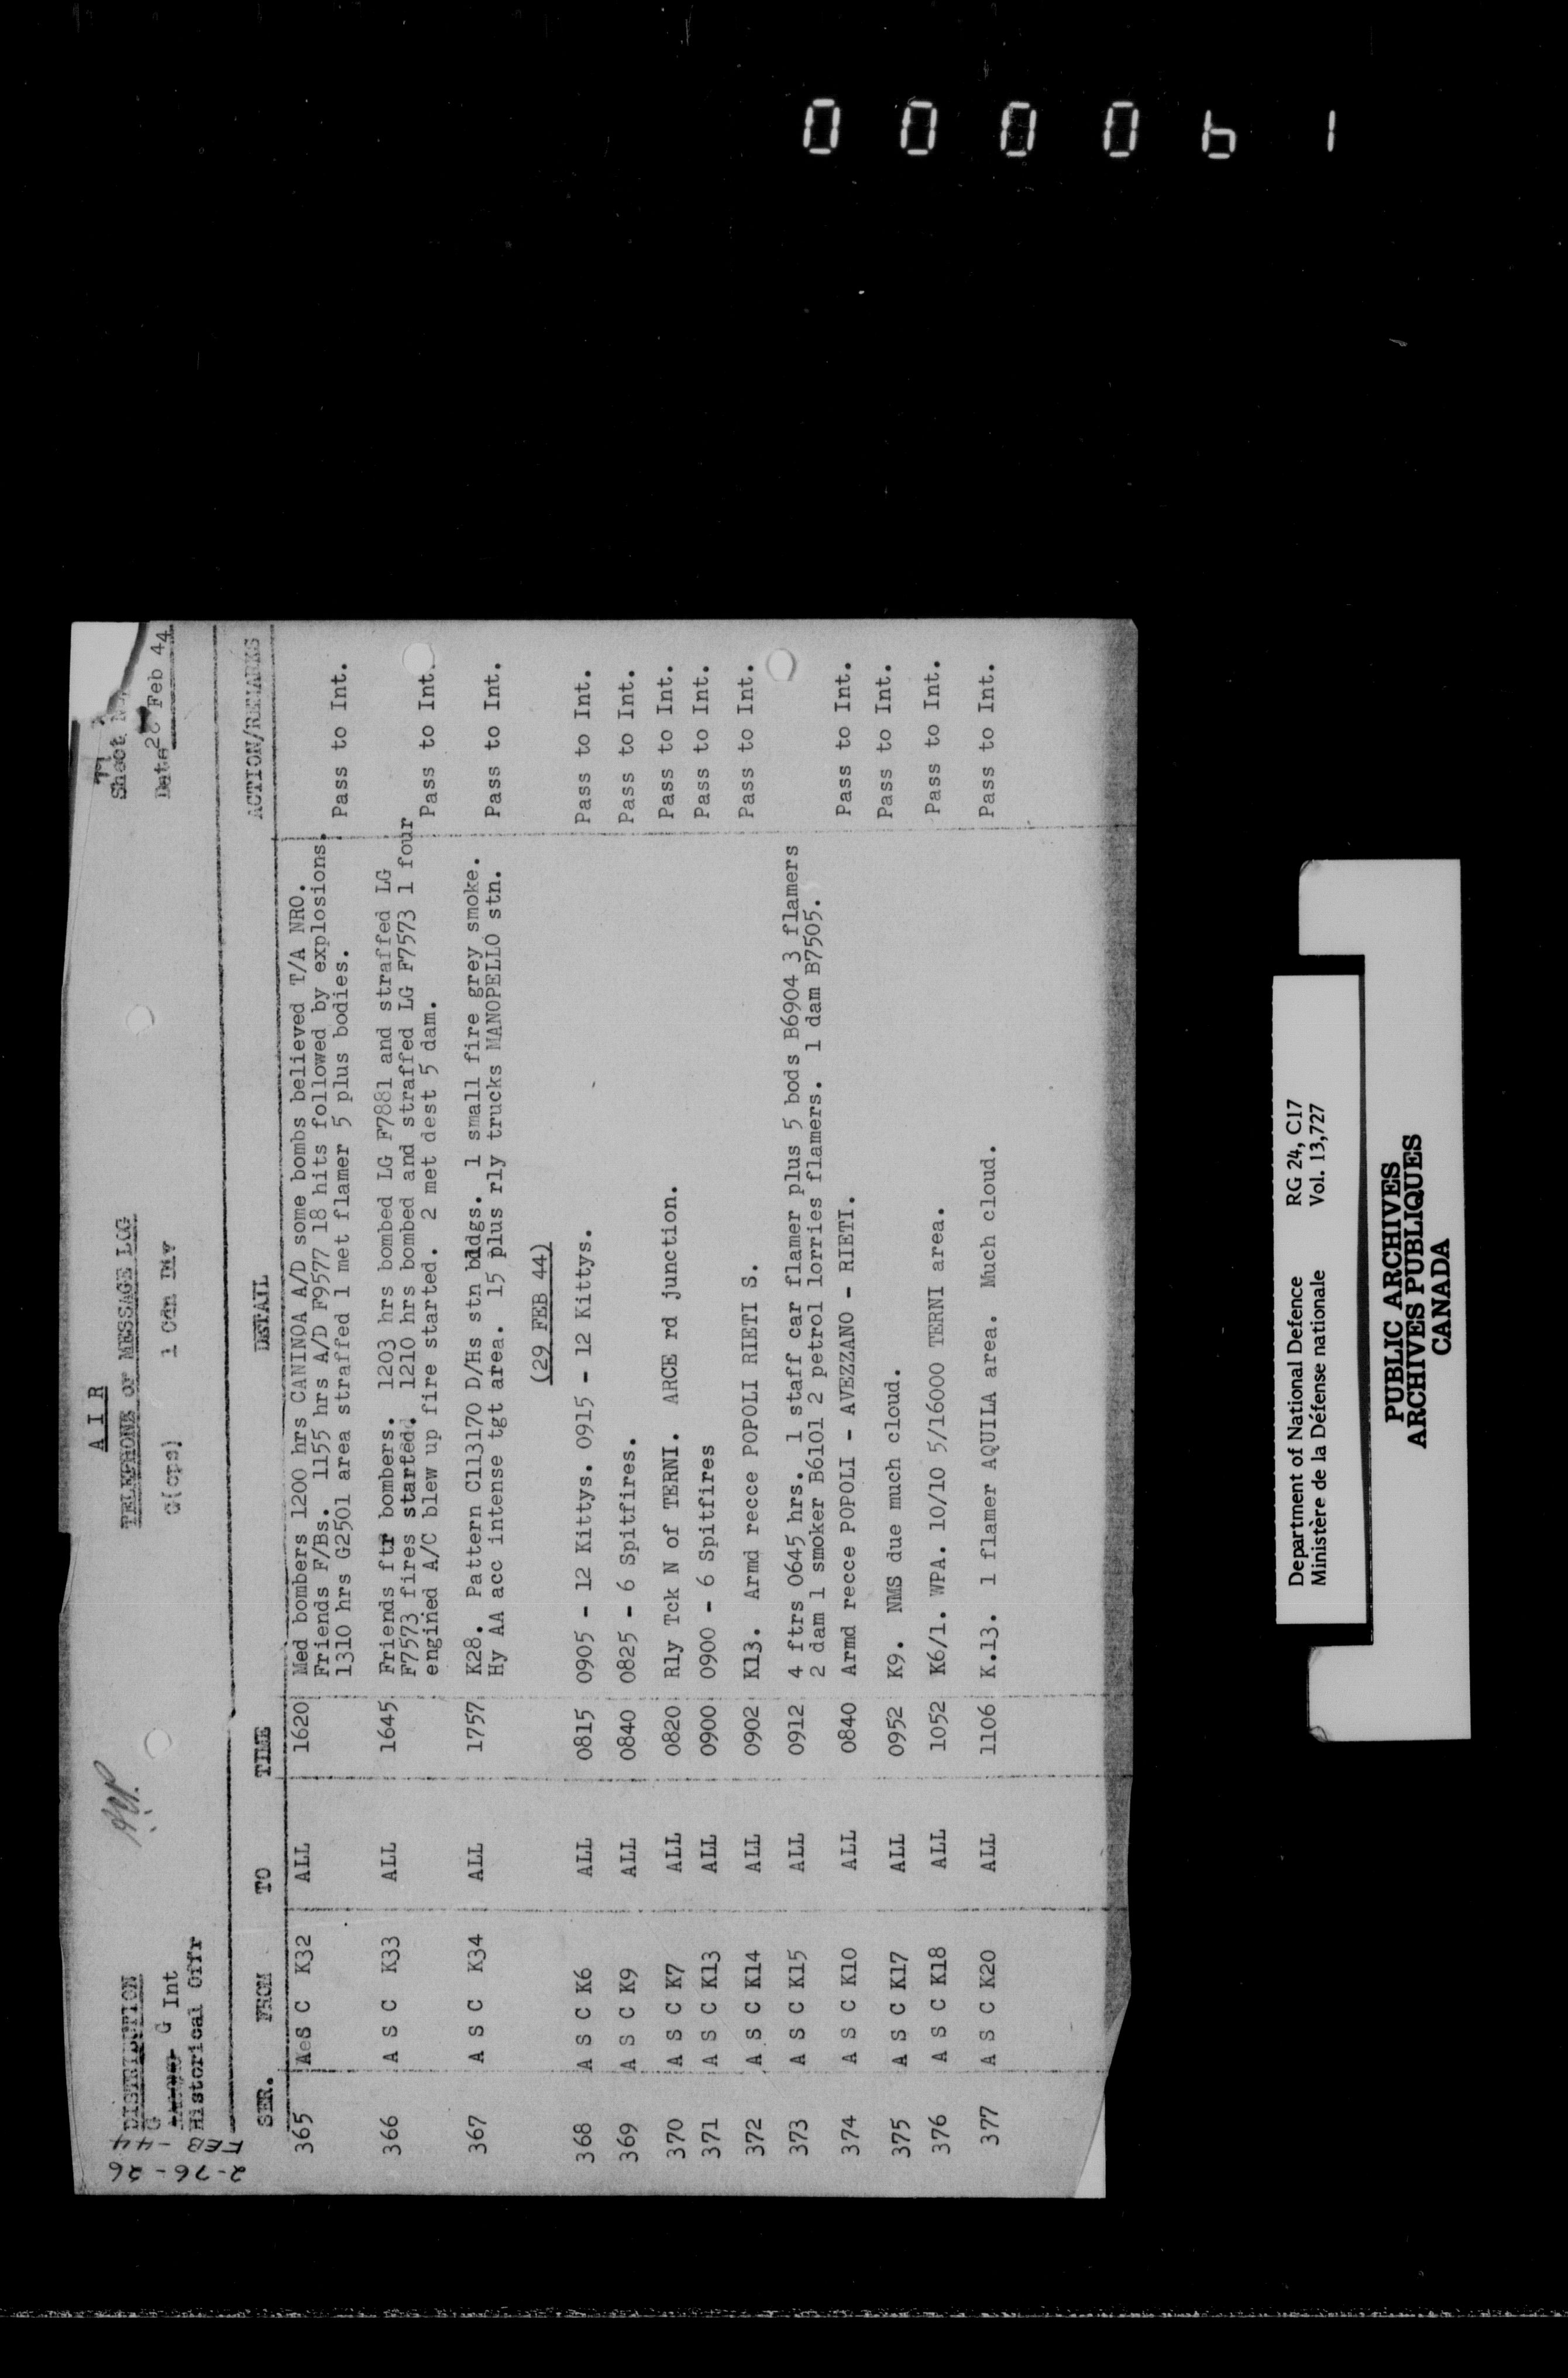 0 0 0 0 6 1
A I R
TELEPHONE or MESSAGE LOG
G(ops) 1 Cdn Div
Sheet No.
Date 28 Feb 44
DISTRIBUTION
G
G Int
Historical Offr
2-76-26
FEB-44
SER. FROM TO TIME DETAIL ACTION/REMARKS
365 A S C K32 ALL 1620 Med bombers 1200 hrs CANINOA A/D some bombs believed T/A NRO.
Friends F/Bs. 1155 hrs A/D F9577 18 hits followed by explosions.
1310 hrs G2501 area straffed 1 met flamer 5 plus bodies. Pass to Int.
366 A S C K33 ALL 1645 Friends ftr bombers. 1203 hrs bombed LG F7881 and straffed LG
F7573 fires started. 1210 hrs bombed and straffed LG F7573 1 four
engined A/C blew up fire started. 2 met dest 5 dam. Pass to Int.
367 A S C K34 ALL 1757 K28. Pattern C113170 D/Hs stn bldgs. 1 small fire grey smoke.
Hy AA acc intense tgt area. 15 plus rly trucks MANOPELLO stn. Pass to Int.
(29 FEB 44)
368 A S C K6 ALL 0815 0905 - 12 Kittys. 0915 - 12 Kittys. Pass to Int.
369 A S C K9 ALL 0840 0825 - 6 Spitfires. Pass to Int.
370 A S C K7 ALL 0820 Rly Tck N of TERNI. ARCE rd junction. Pass to Int.
371 A S C K13 ALL 0900 0900 - 6 Spitfires Pass to Int.
372 A S C K14 ALL 0902 K13. Armd recce POPOLI RIETI S. Pass to Int.
373 A S C K15 ALL 0912 4 ftrs 0645 hrs. 1 staff car flamer plus 5 bods B6904 3 flamers
2 dam 1 smoker B6101 2 petrol lorries flamers. 1 dam B7505.
374 A S C K10 ALL 0840 Armd recce POPOLI - AVEZZANO - RIETI. Pass to Int.
375 A S C K17 ALL 0952 K9. NMS due much cloud. Pass to Int.
376 A S C K18 ALL 1052 K6/1. WPA. 10/10 5/16000 TERNI area. Pass to Int.
377 A S C K20 ALL 1106 K.13. 1 flamer AQUILA area. Much cloud. Pass to Int.
Department of National Defence RG 24, C17
Ministère de la Défense nationale Vol. 13,727
PUBLIC ARCHIVES
ARCHIVES PUBLIQUES
CANADA